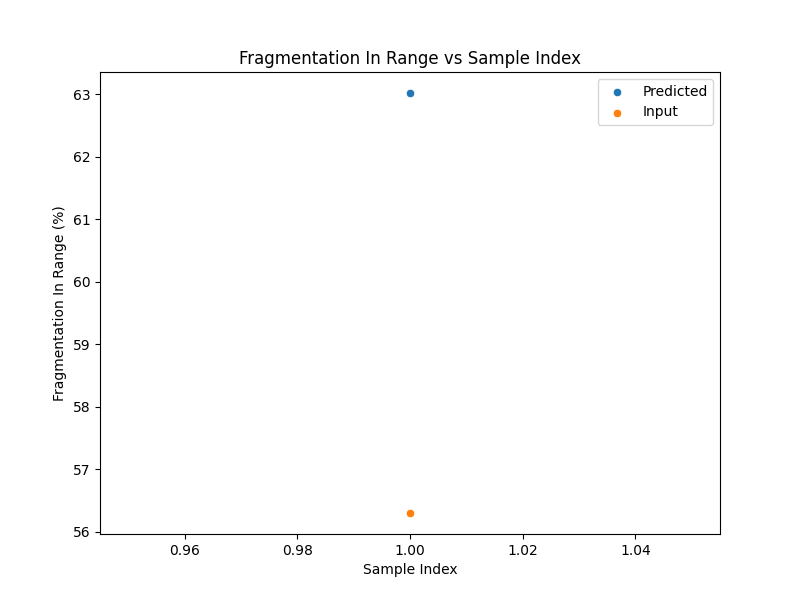 Fragmentation In Range vs Sample Index
Predicted
Input
Fragmentation In Range (%)
63
62
61
60
59
58
57
56
0.96 0.98 1.00 1.02 1.04
Sample Index